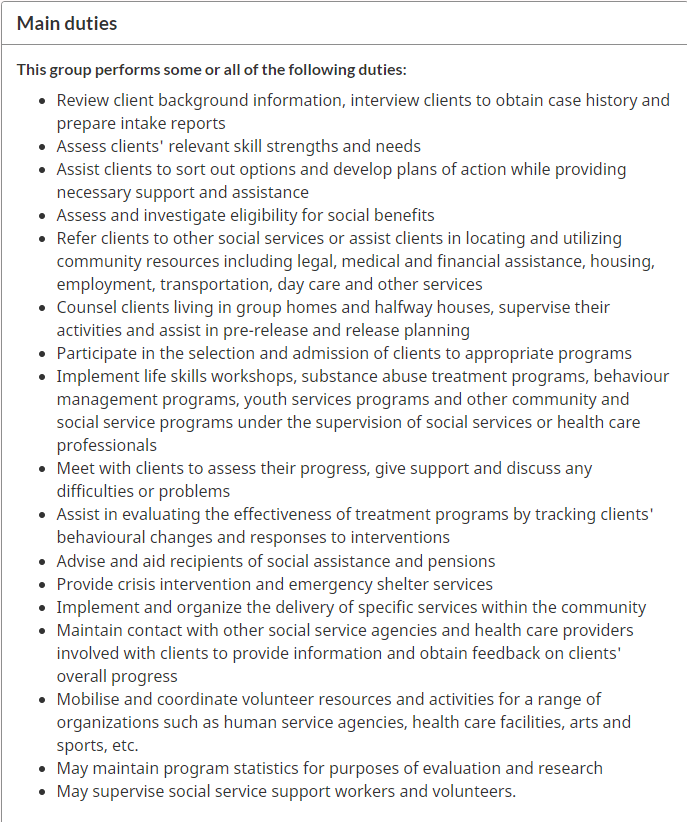 Main duties
This group performs some or all of the following duties:
• Review client background information, interview clients to obtain case history and
prepare intake reports
• Assess clients' relevant skill strengths and needs
• Assist clients to sort out options and develop plans of action while providing
necessary support and assistance
• Assess and investigate eligibility for social benefits
• Refer clients to other social services or assist clients in locating and utilizing
community resources including legal, medical and financial assistance, housing,
employment, transportation, day care and other services
• Counsel clients living in group homes and halfway houses, supervise their
activities and assist in pre-release and release planning
• Participate in the selection and admission of clients to appropriate programs
• Implement life skills workshops, substance abuse treatment programs, behaviour
management programs, youth services programs and other community and
social service programs under the supervision of social services or health care
professionals
• Meet with clients to assess their progress, give support and discuss any
difficulties or problems
• Assist in evaluating the effectiveness of treatment programs by tracking clients'
behavioural changes and responses to interventions
• Advise and aid recipients of social assistance and pensions
• Provide crisis intervention and emergency shelter services
• Implement and organize the delivery of specific services within the community
• Maintain contact with other social service agencies and health care providers
involved with clients to provide information and obtain feedback on clients'
overall progress
• Mobilise and coordinate volunteer resources and activities for a range of
organizations such as human service agencies, health care facilities, arts and
sports, etc.
• May maintain program statistics for purposes of evaluation and research
• May supervise social service support workers and volunteers.